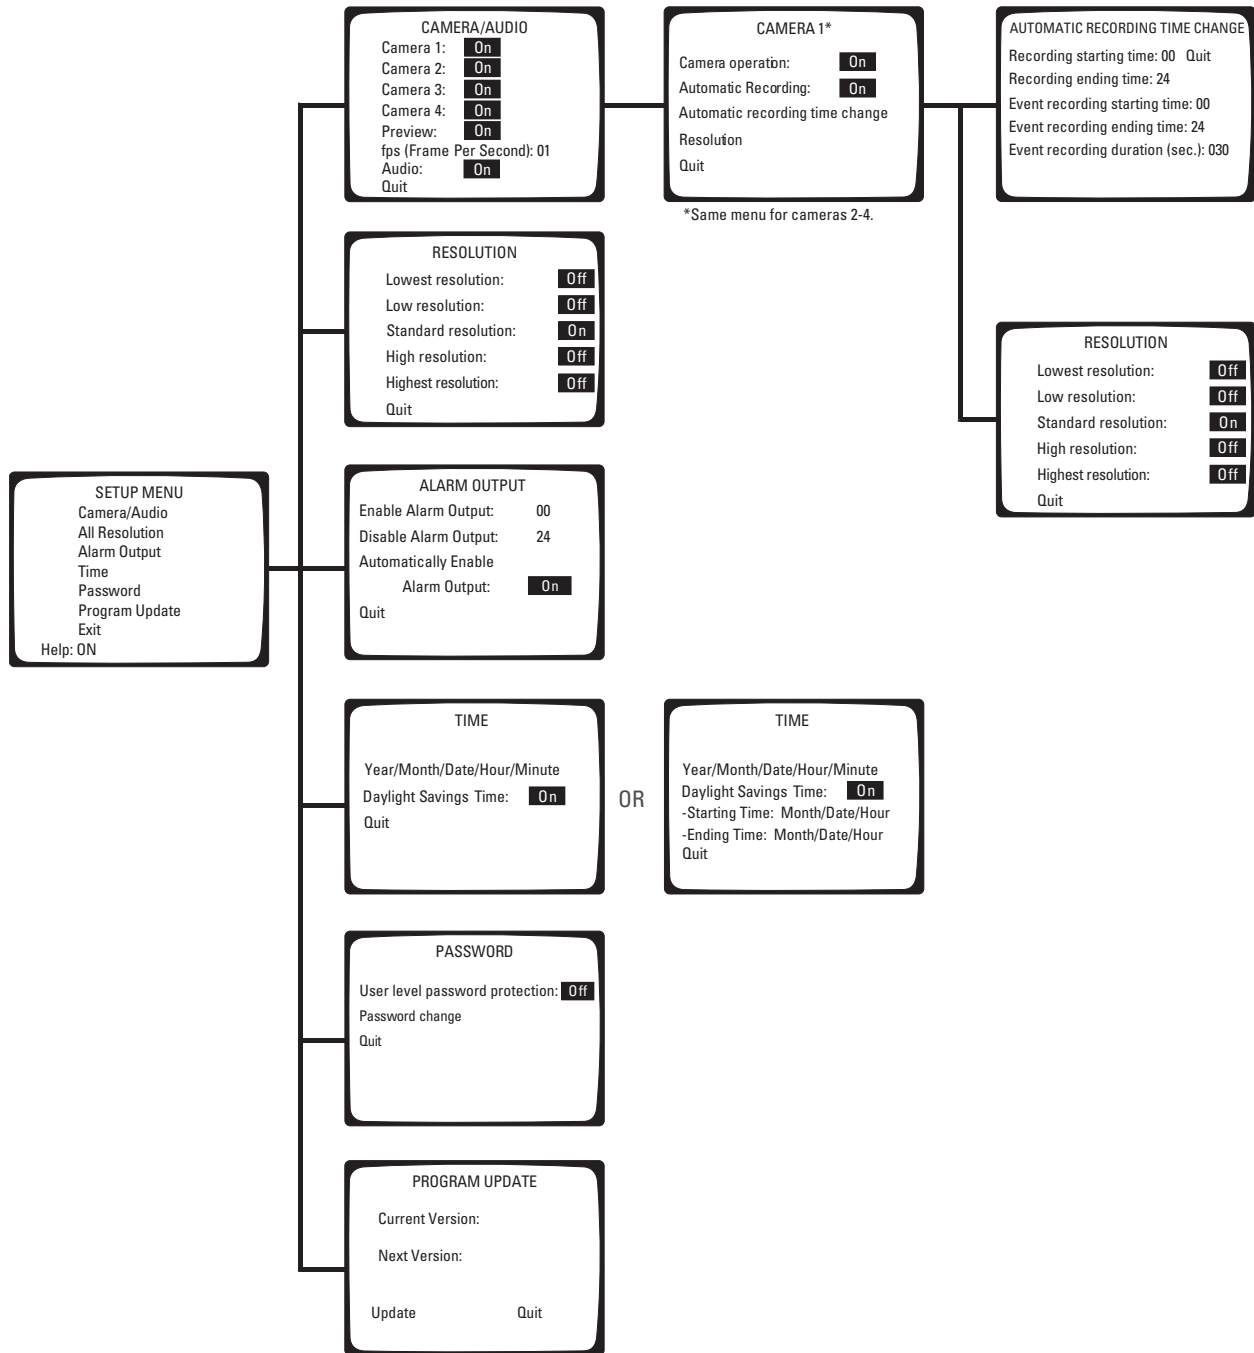 CAMERA/AUDIO
Camera 1: On
Camera 2: On
Camera 3: On
Camera 4: On
Preview: On
fps (Frame Per Second): 01
Audio: On
Quit
CAMERA 1*
Camera operation: On
Automatic Recording: On
Automatic recording time change
Resolution
Quit
*Same menu for cameras 2-4.
AUTOMATIC RECORDING TIME CHANGE
Recording starting time: 00 Quit
Recording ending time: 24
Event recording starting time: 00
Event recording ending time: 24
Event recording duration (sec.): 030
RESOLUTION
Lowest resolution: Off
Low resolution: Off
Standard resolution: On
High resolution: Off
Highest resolution: Off
Quit
RESOLUTION
Lowest resolution: Off
Low resolution: Off
Standard resolution: On
High resolution: Off
Highest resolution: Off
Quit
SETUP MENU
Camera/Audio
All Resolution
Alarm Output
Time
Password
Program Update
Exit
Help: ON
ALARM OUTPUT
Enable Alarm Output: 00
Disable Alarm Output: 24
Automatically Enable
Alarm Output: On
Quit
TIME
Year/Month/Date/Hour/Minute
Daylight Savings Time: On
Quit
OR
TIME
Year/Month/Date/Hour/Minute
Daylight Savings Time: On
-Starting Time: Month/Date/Hour
-Ending Time: Month/Date/Hour
Quit
PASSWORD
User level password protection: Off
Password change
Quit
PROGRAM UPDATE
Current Version:
Next Version:
Update Quit